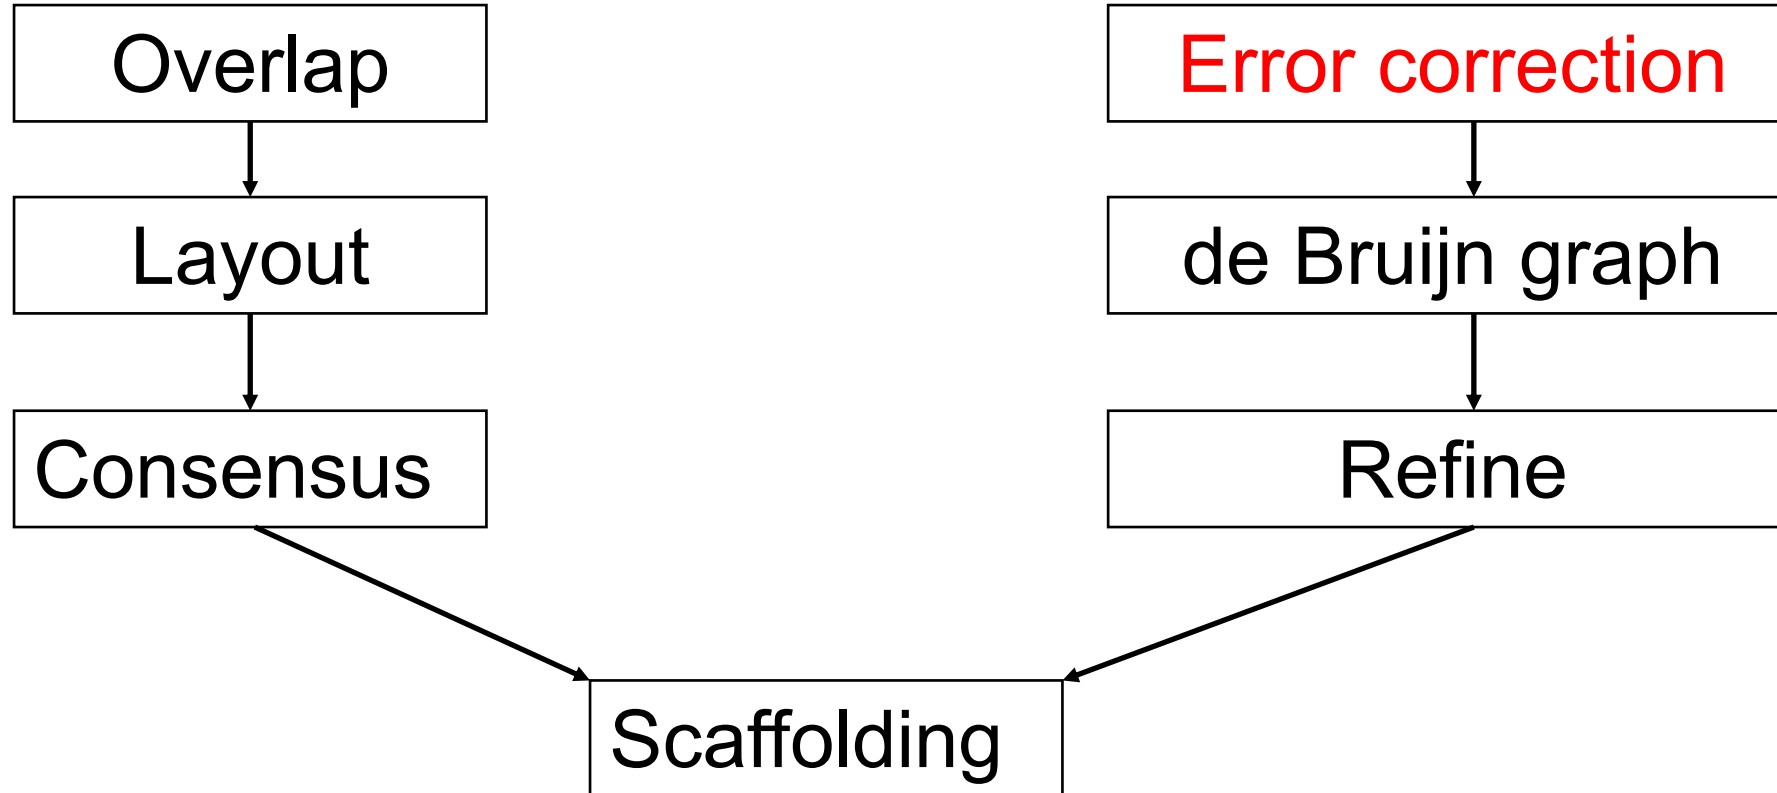 Overlap
Layout
Consensus
Error correction
de Bruijn graph
Refine
Scaffolding